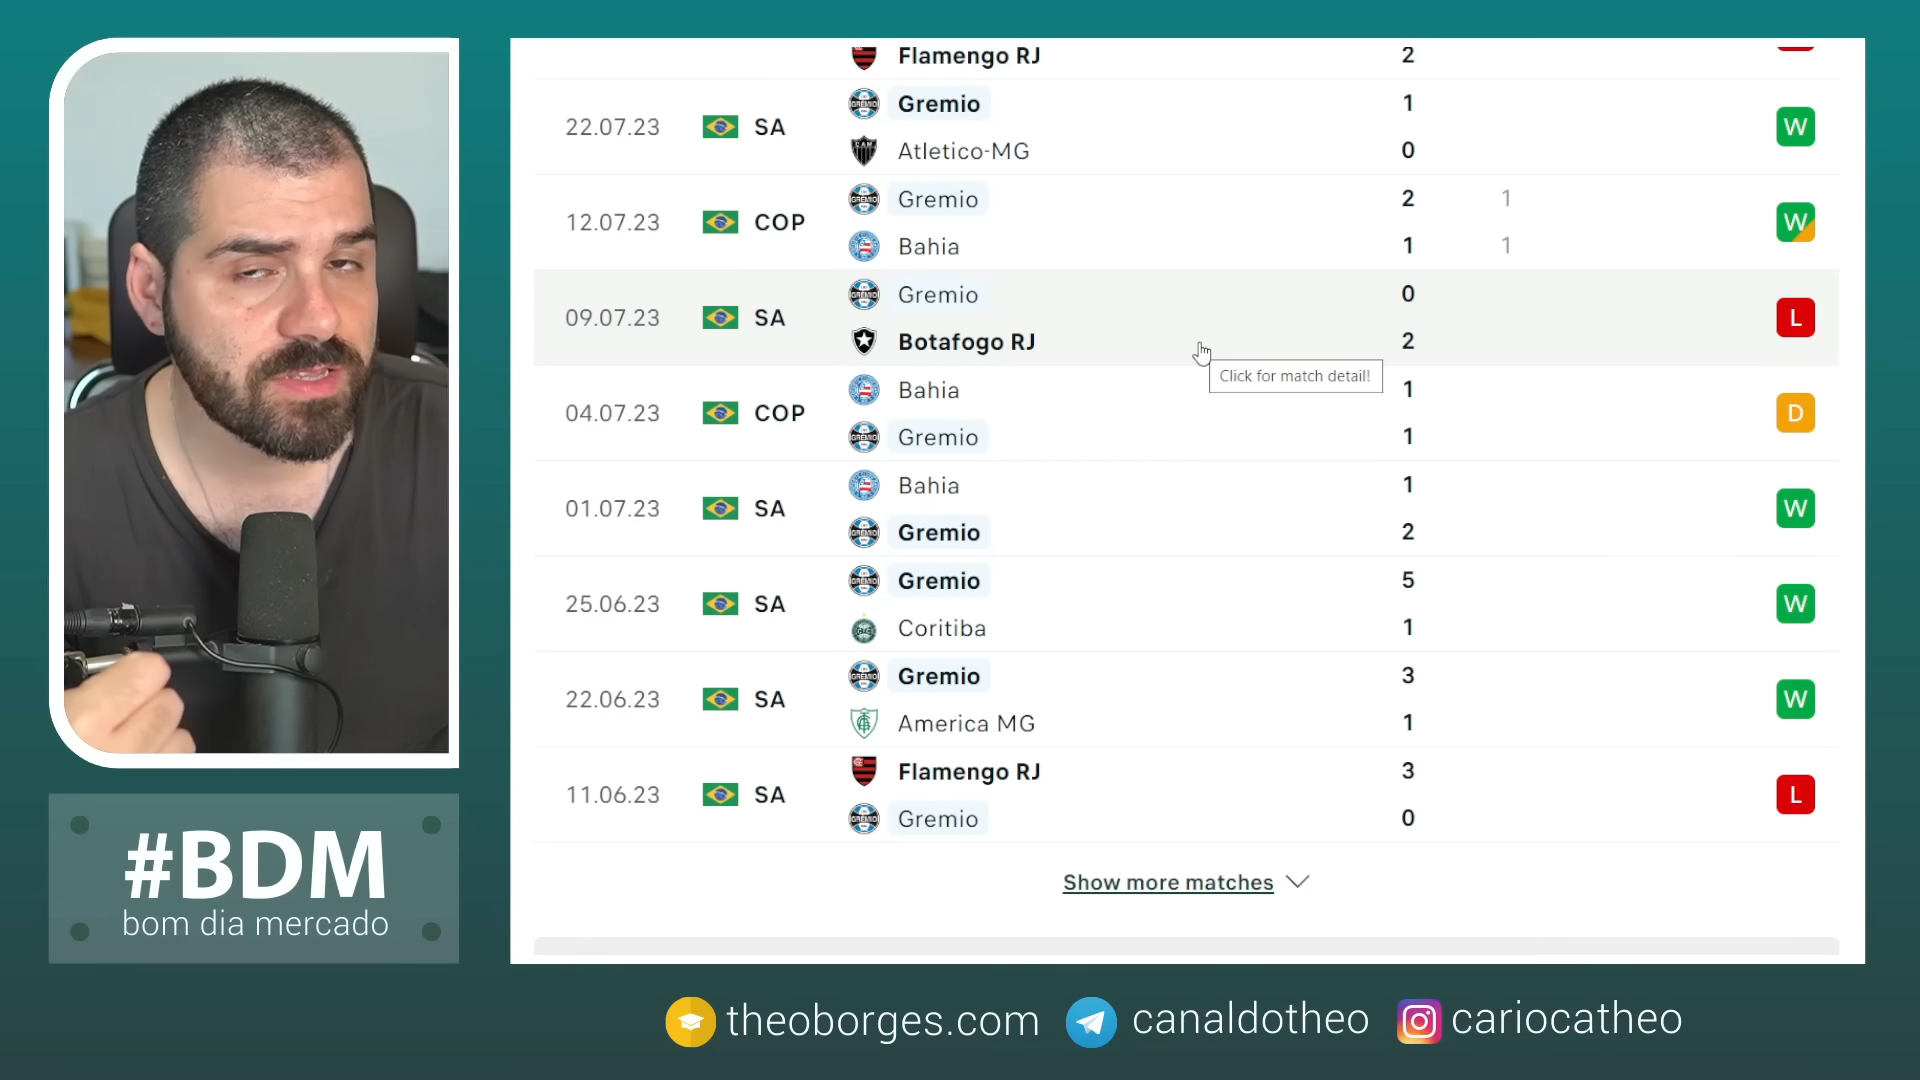 Flamengo RJ 2
22.07.23 SA Gremio 1 W
Atletico-MG 0
12.07.23 COP Gremio 2 1 W
Bahia 1 1
09.07.23 SA Gremio 0 L
Botafogo RJ 2
Click for match detail!
04.07.23 COP Bahia 1 D
Gremio 1
01.07.23 SA Bahia 1 W
Gremio 2
25.06.23 SA Gremio 5 W
Coritiba 1
22.06.23 SA Gremio 3 W
America MG 1
11.06.23 SA Flamengo RJ 3 L
Gremio 0
Show more matches
#BDM
bom dia mercado
theoborges.com canaldotheo cariocatheo